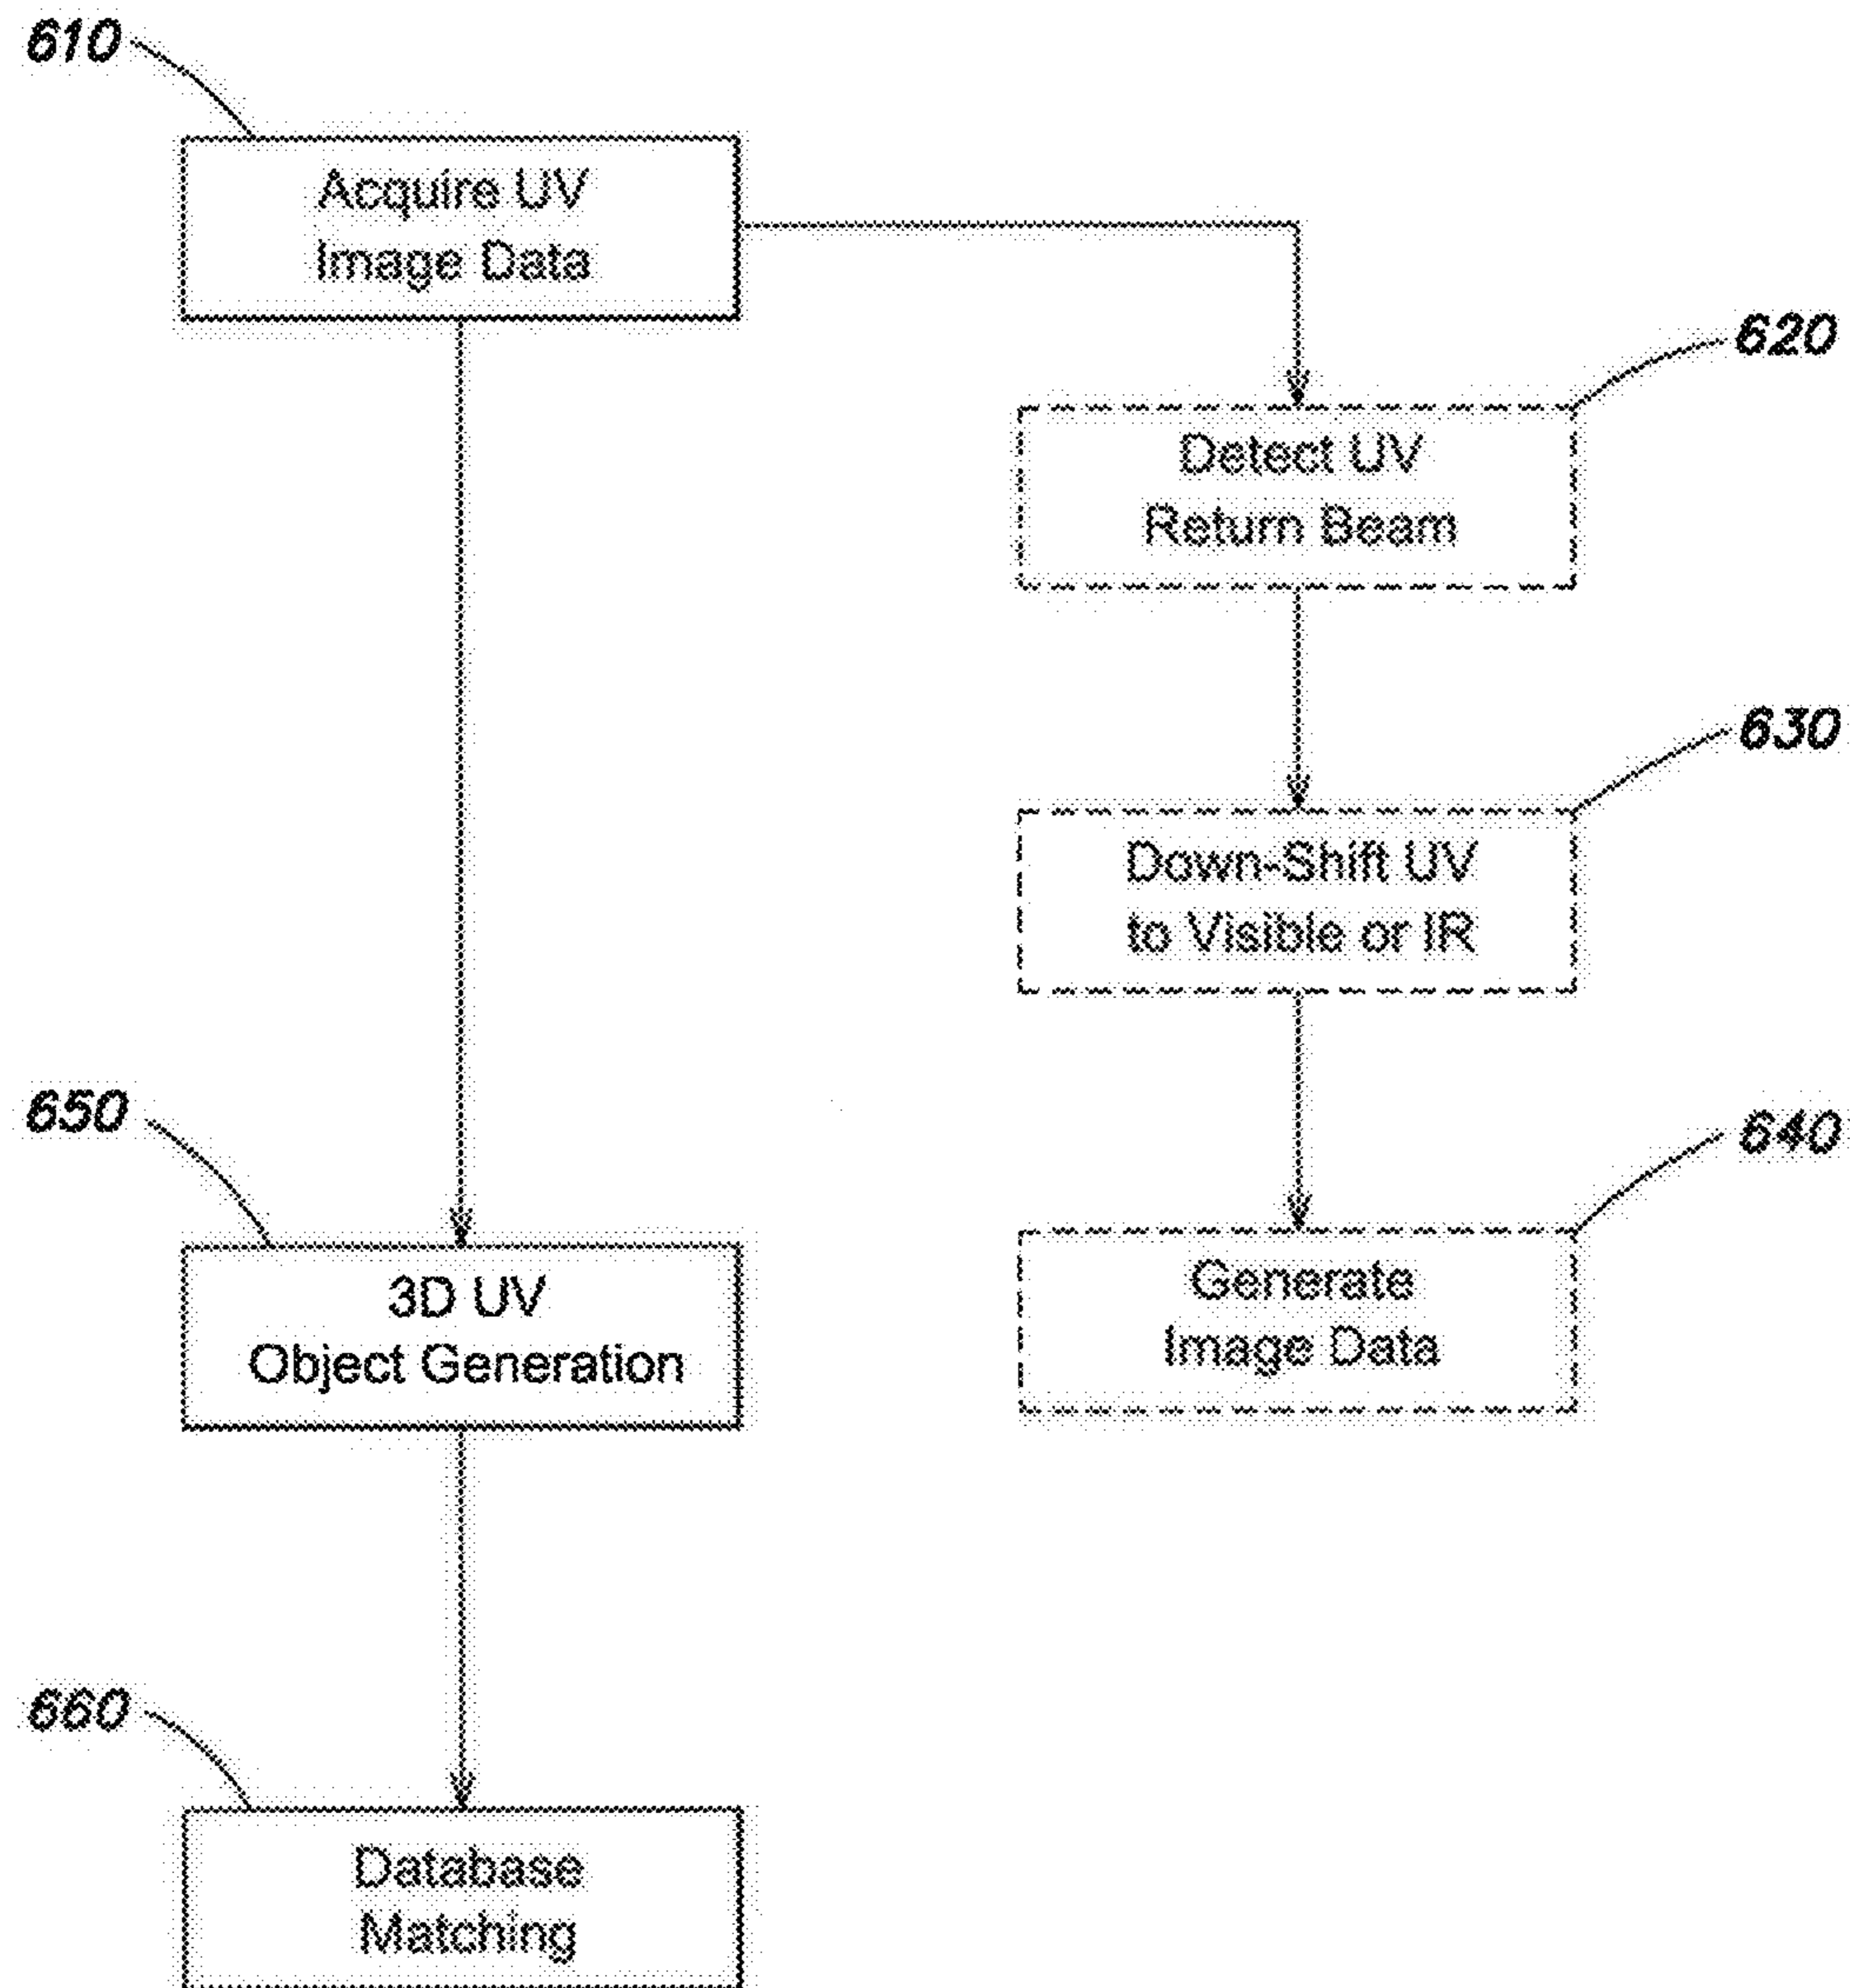 610
Acquire UV
Image Data
620
Detect UV
Return Beam
630
Down-Shift UV
to Visible or IR
650
640
3D UV
Object Generation
Generate
Image Data
660
Database
Matching